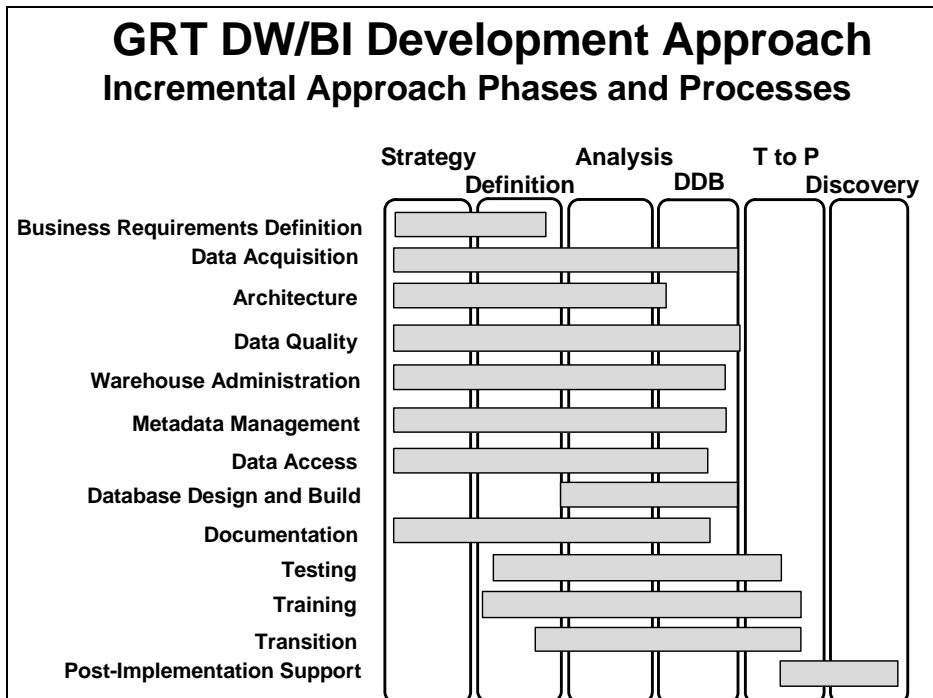 GRT DW/BI Development Approach
Incremental Approach Phases and Processes
Strategy Analysis T to P
Definition DDB Discovery
Business Requirements Definition
Data Acquisition
Architecture
Data Quality
Warehouse Administration
Metadata Management
Data Access
Database Design and Build
Documentation
Testing
Training
Transition
Post-Implementation Support